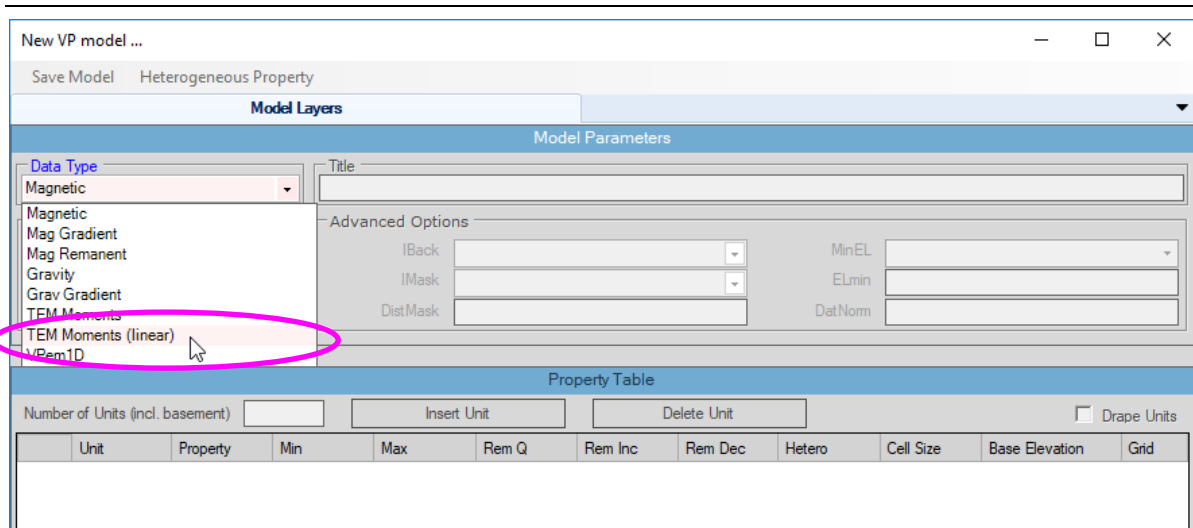 New VP model ...
Save Model Heterogeneous Property
Model Layers
Model Parameters
Data Type Title
Magnetic
Magnetic
Mag Gradient
Mag Remanent
Gravity
Grav Gradient
TEM Moments
TEM Moments (linear)
VPem1D
Advanced Options
IBack MinEL
IMask ELmin
DistMask DatNorm
Property Table
Number of Units (incl. basement) Insert Unit Delete Unit Drape Units
Unit Property Min Max Rem Q Rem Inc Rem Dec Hetero Cell Size Base Elevation Grid